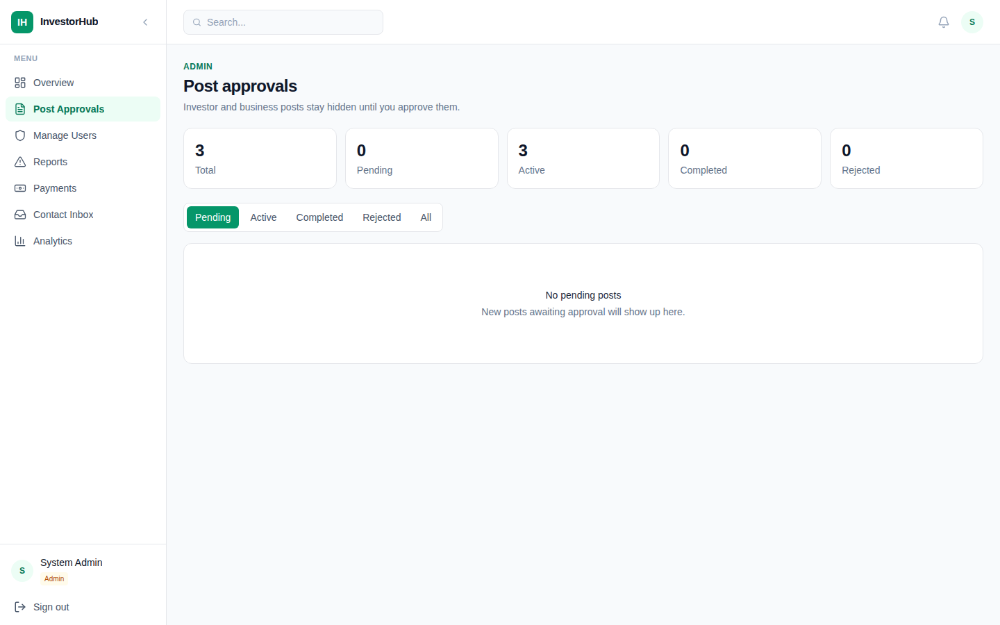 IH InvestorHub
Search...
S
MENU
Overview
Post Approvals
Manage Users
Reports
Payments
Contact Inbox
Analytics
ADMIN
Post approvals
Investor and business posts stay hidden until you approve them.
3
Total
0
Pending
3
Active
0
Completed
0
Rejected
Pending Active Completed Rejected All
No pending posts
New posts awaiting approval will show up here.
S
System Admin
Admin
Sign out